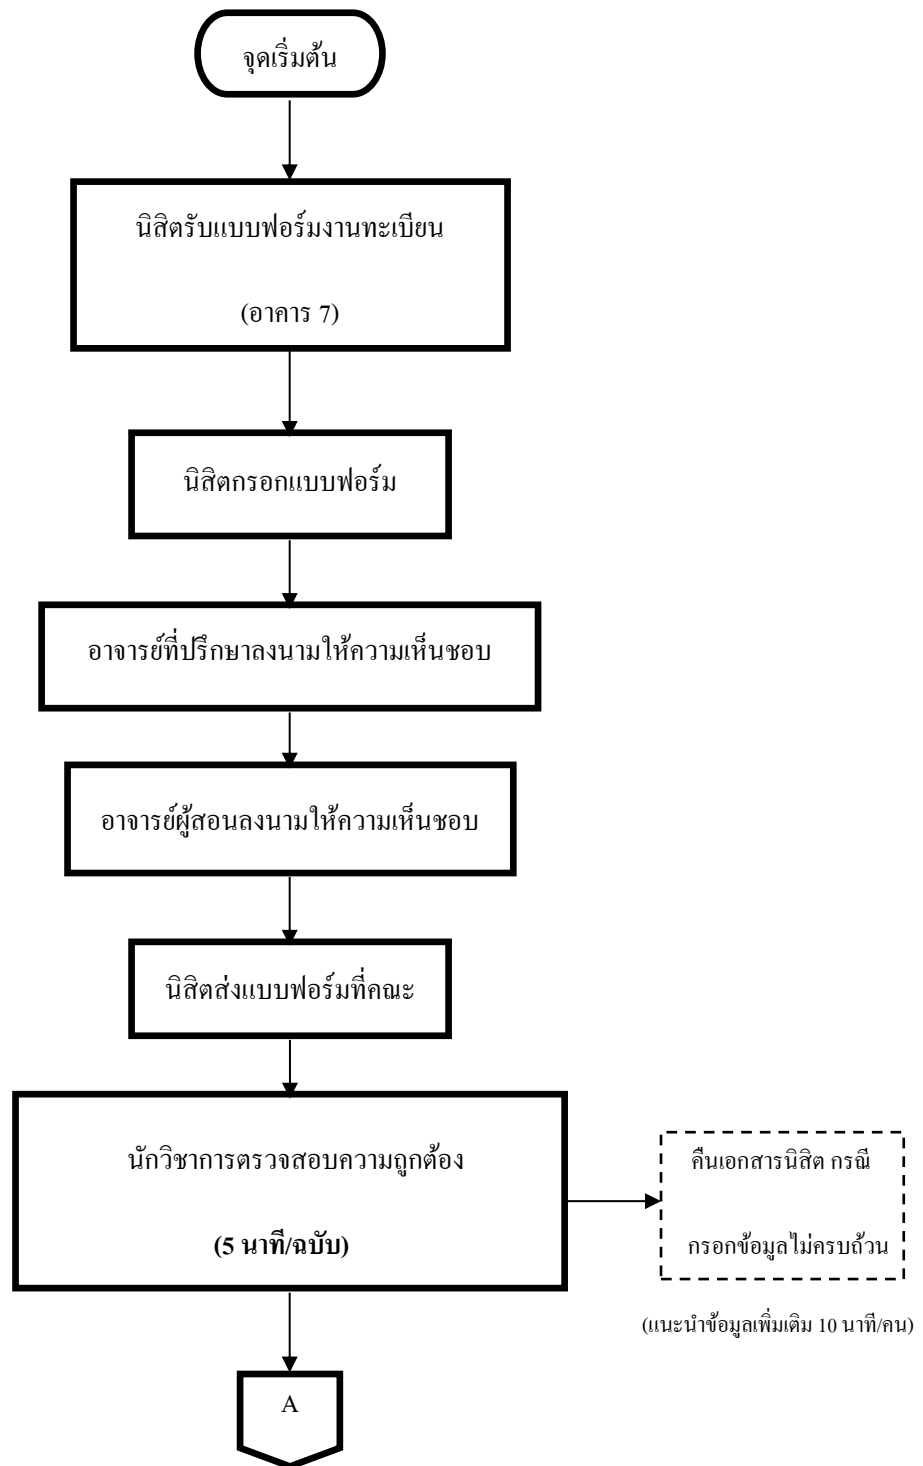 จุดเริ่มต้น
นิสิตรับแบบฟอร์มงานทะเบียน
(อาคาร 7)
นิสิตกรอกแบบฟอร์ม
อาจารย์ที่ปรึกษาลงนามให้ความเห็นชอบ
อาจารย์ผู้สอนลงนามให้ความเห็นชอบ
นิสิตส่งแบบฟอร์มที่คณะ
นักวิชาการตรวจสอบความถูกต้อง
(5 นาที/ฉบับ)
คืนเอกสารนิสิต กรณี
กรอกข้อมูลไม่ครบถ้วน
(แนะนำข้อมูลเพิ่มเติม 10 นาที/คน)
A